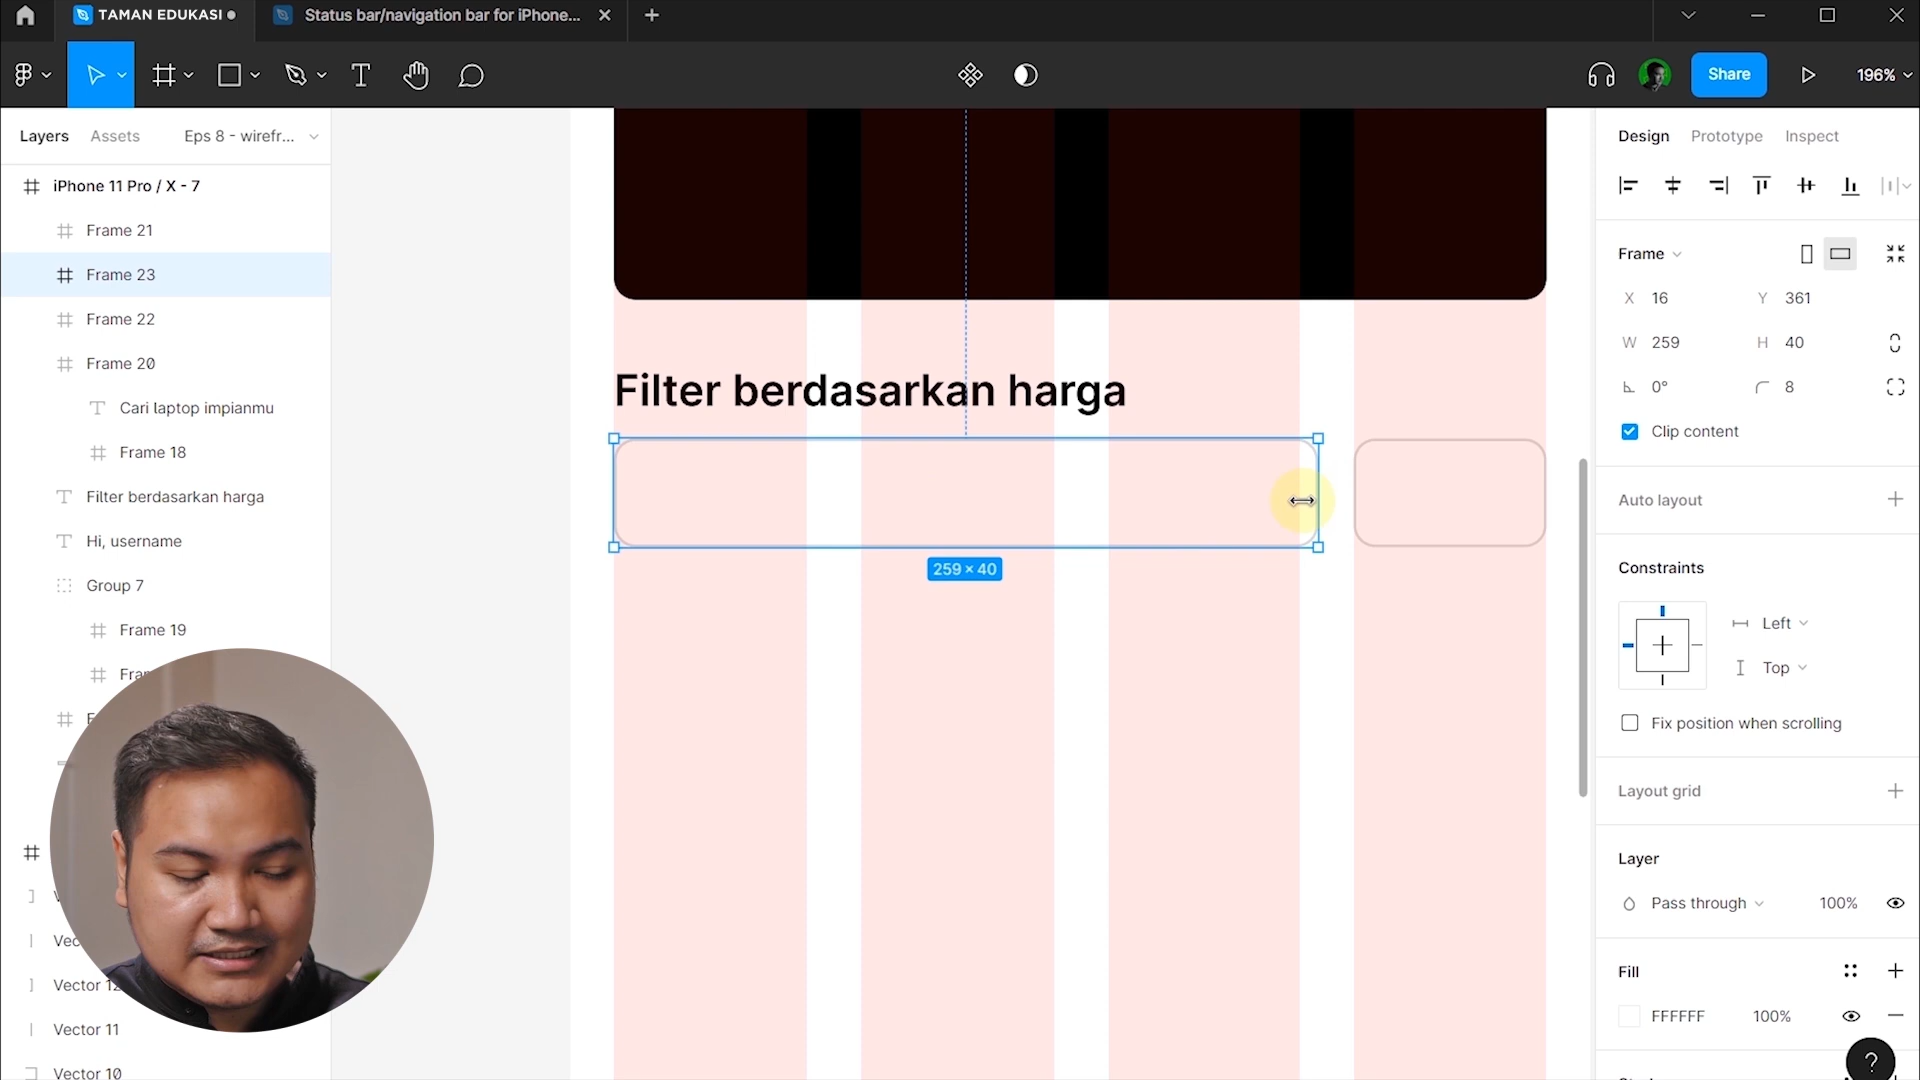 TAMAN EDUKASI
Status bar/navigation bar for iPhone...
Share
196%
Layers
Assets
Eps 8 - wirefr...
iPhone 11 Pro / X - 7
Frame 21
Frame 23
Frame 22
Frame 20
Cari laptop impianmu
Frame 18
Filter berdasarkan harga
Hi, username
Group 7
Frame 19
Vector 11
Vector 10
Filter berdasarkan harga
259 × 40
Design
Prototype
Inspect
Frame
X 16
Y 361
W 259
H 40
0°
8
Clip content
Auto layout
Constraints
Left
Top
Fix position when scrolling
Layout grid
Layer
Pass through
100%
Fill
FFFFFF
100%
?